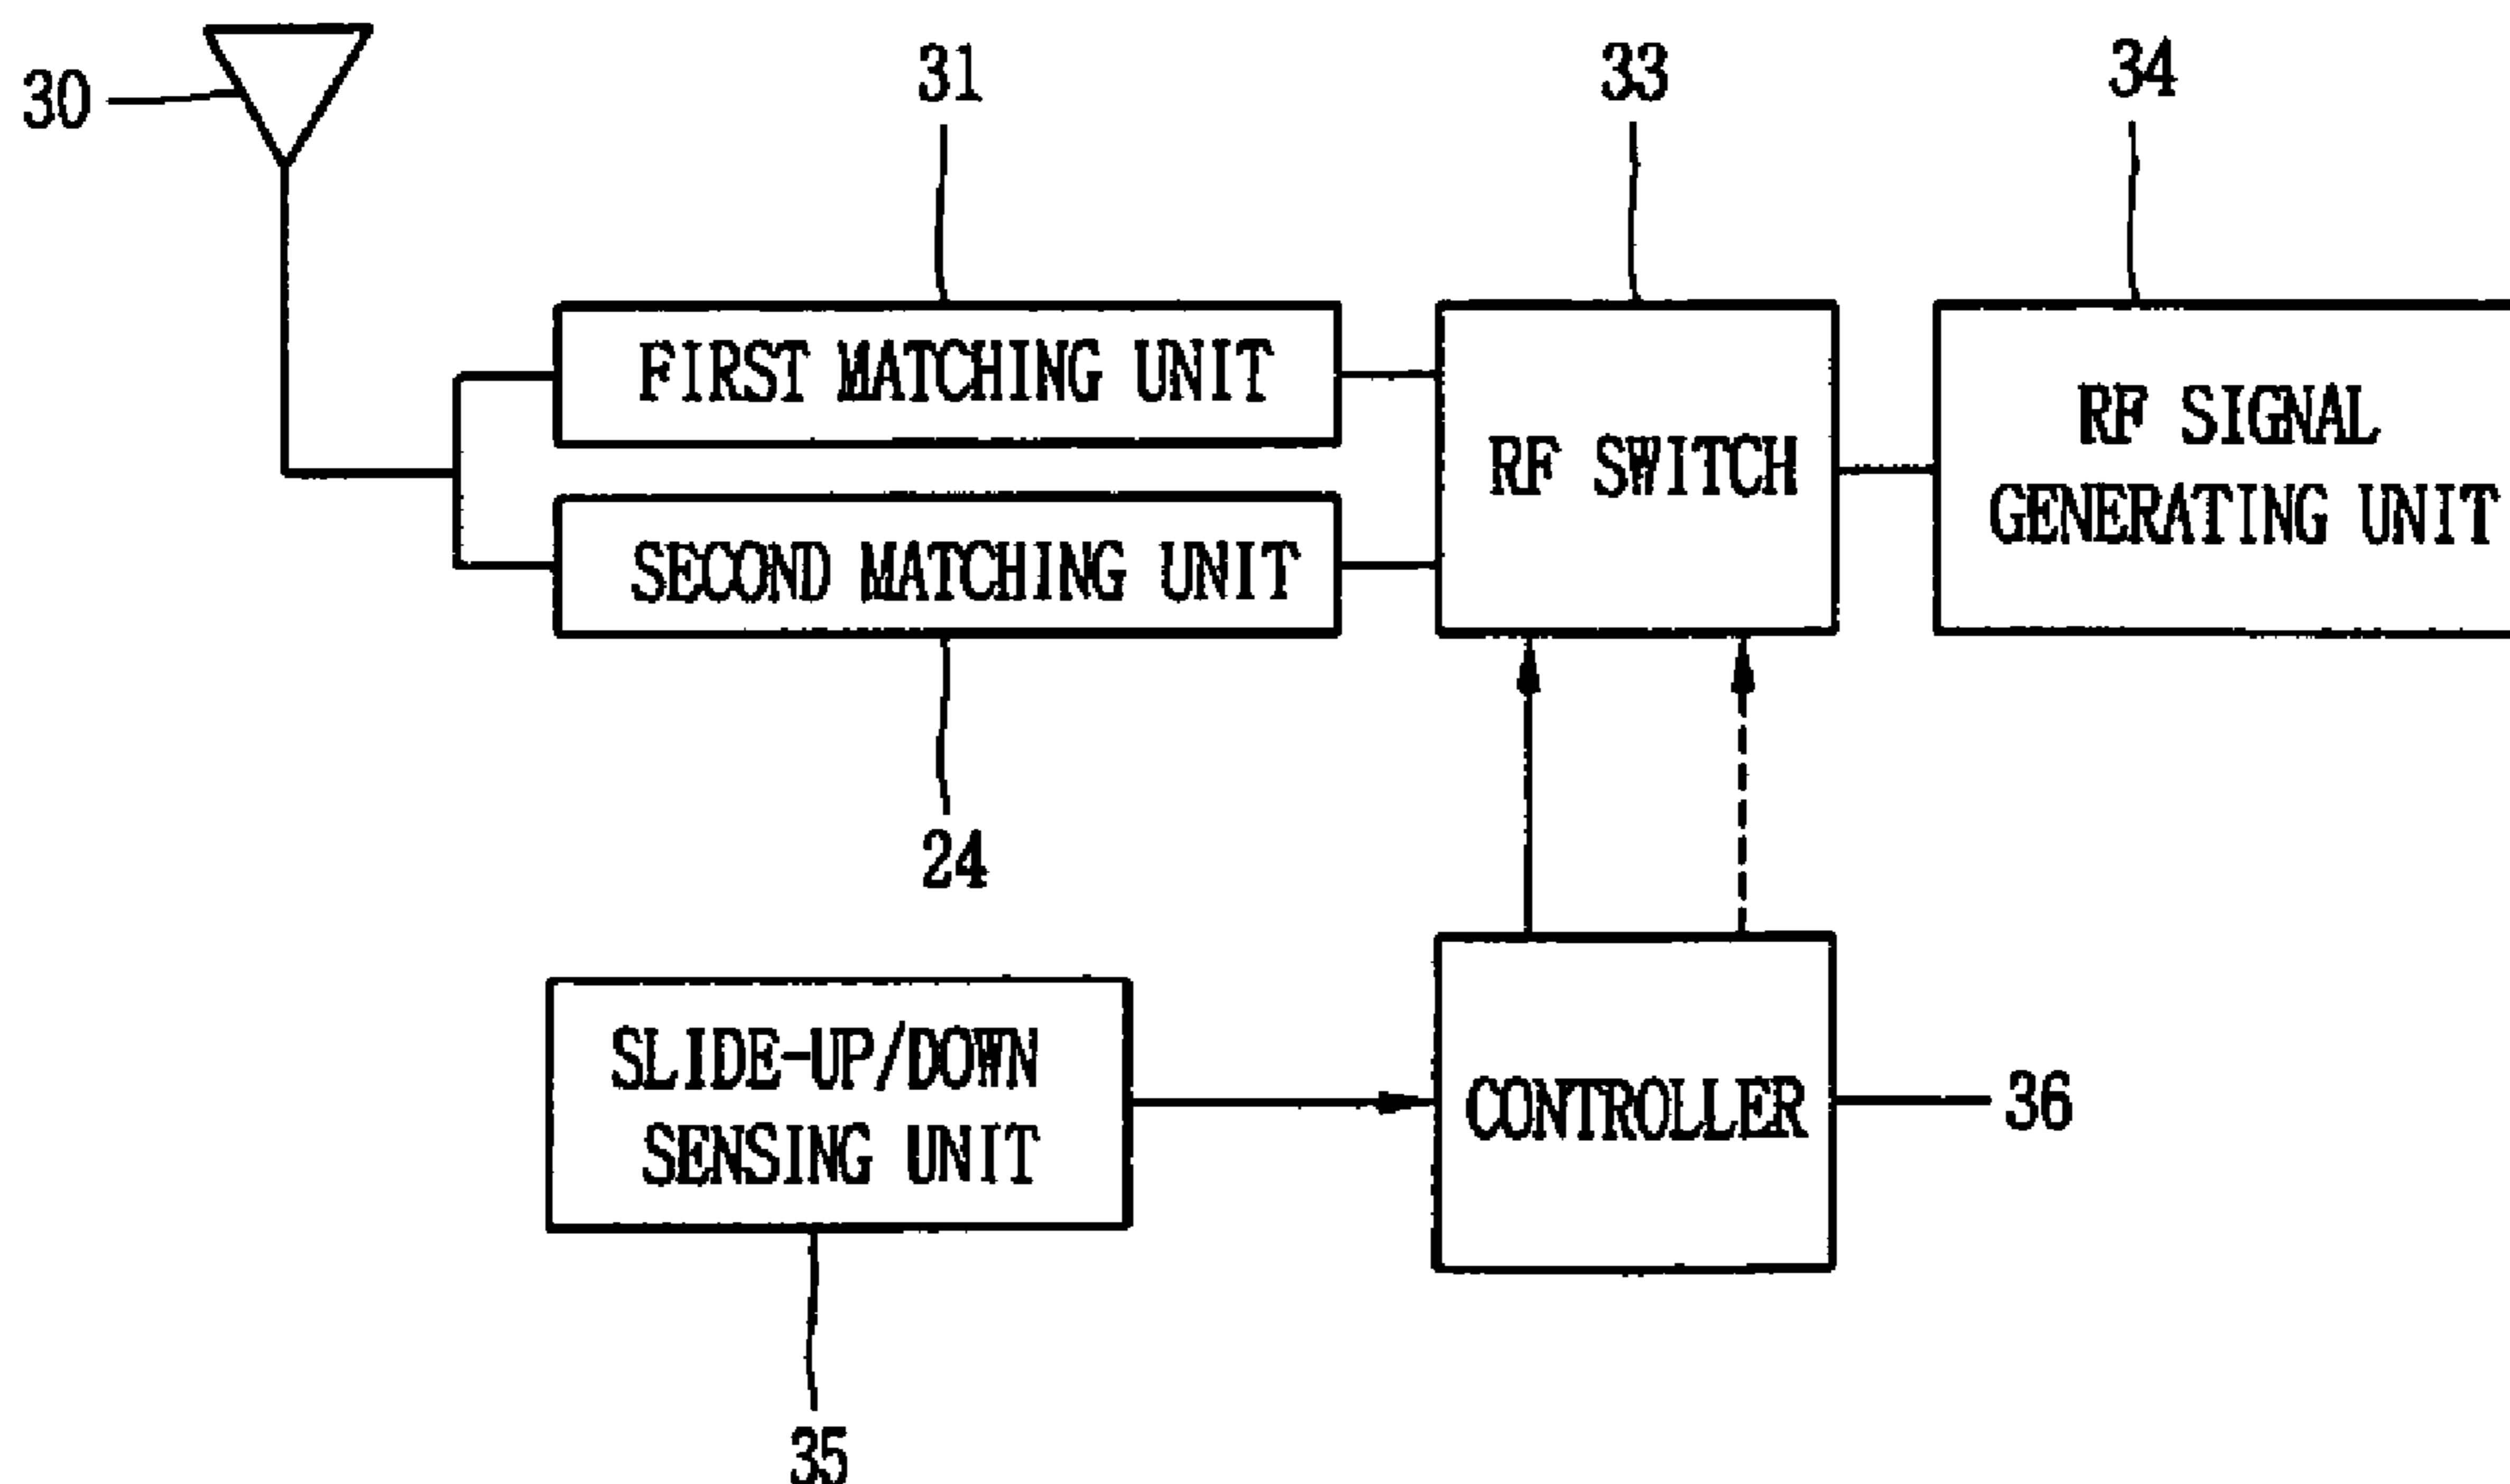 30
31
33
34
FIRST MATCHING UNIT
RF SWITCH
RF SIGNAL
GENERATING UNIT
SECOND MATCHING UNIT
24
SLIDE-UP/DOWN
SENSING UNIT
CONTROLLER
36
35